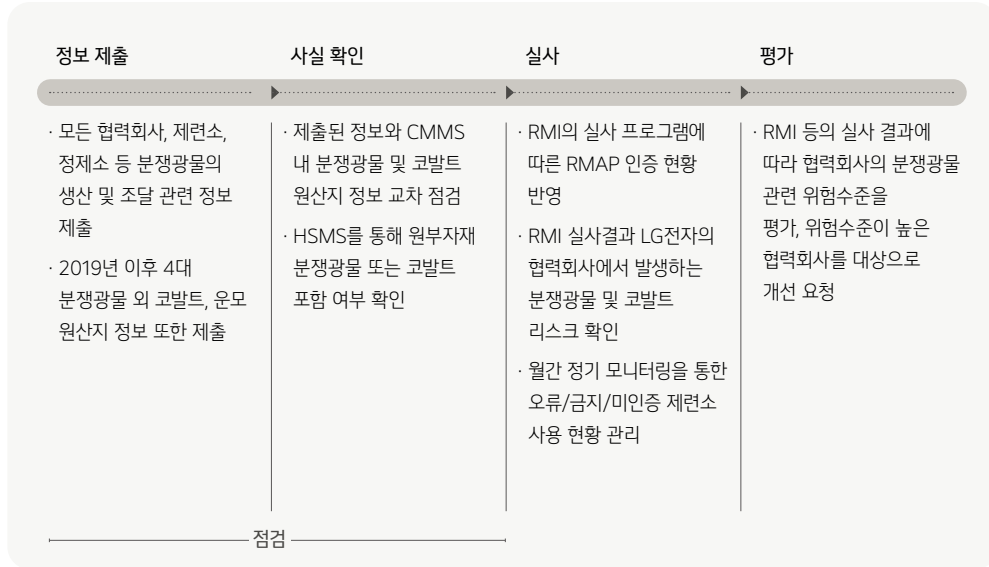 정보 제출
· 모든 협력회사, 제련소,
정제소 등 분쟁광물의
생산 및 조달 관련 정보
제출
· 2019년 이후 4대
분쟁광물 외 코발트, 운모
원산지 정보 또한 제출
사실 확인
· 제출된 정보와 CMMS
내 분쟁광물 및 코발트
원산지 정보 교차 점검
· HSMS를 통해 원부자재
분쟁광물 또는 코발트
포함 여부 확인
실사
· RMI의 실사 프로그램에
따른 RMAP 인증 현황
반영
· RMI 실사결과 LG전자의
협력회사에서 발생하는
분쟁광물 및 코발트
리스크 확인
· 월간 정기 모니터링을 통한
오류/금지/미인증 제련소
사용 현황 관리
평가
· RMI 등의 실사 결과에
따라 협력회사의 분쟁광물
관련 위험수준을
평가, 위험수준이 높은
협력회사를 대상으로
개선 요청
점검